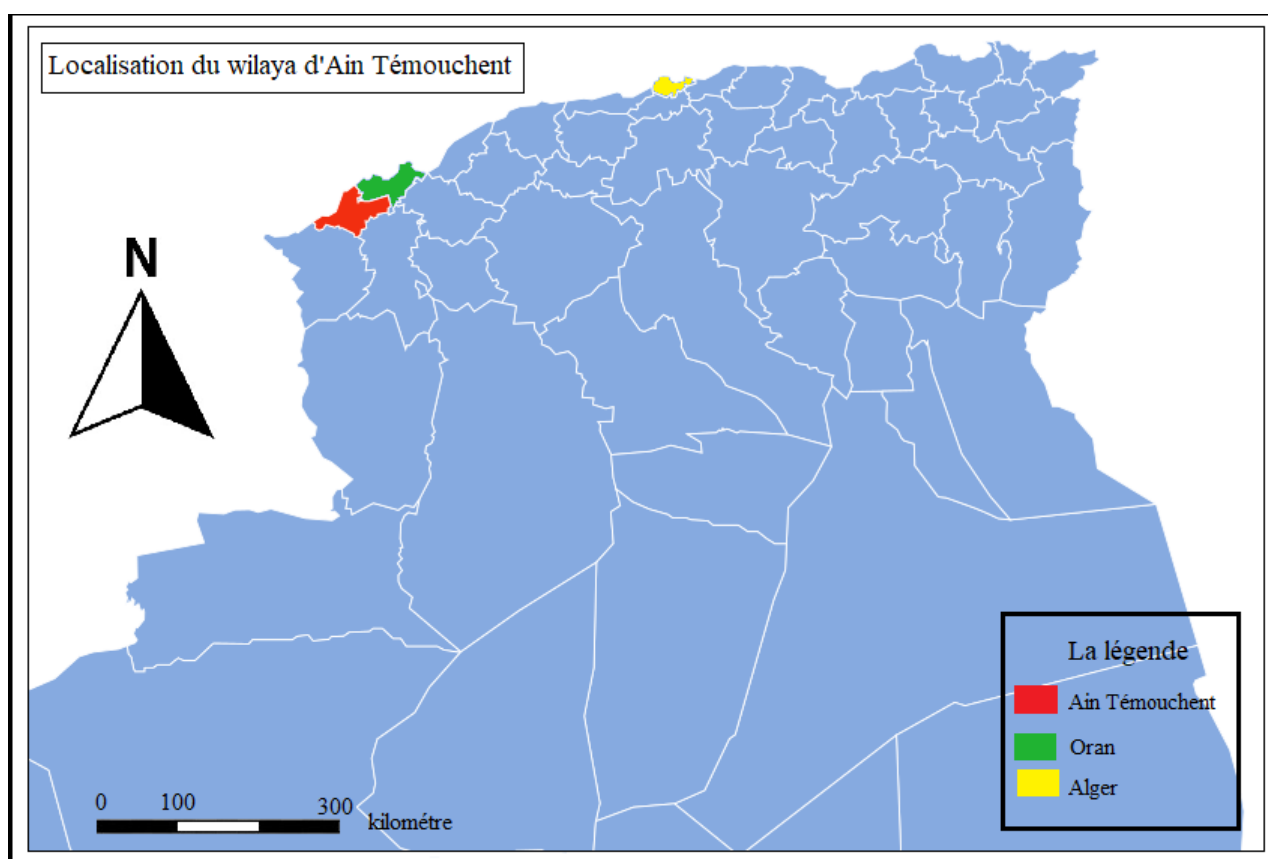 Localisation du wilaya d'Ain Témouchent
N
La légende
Ain Témouchent
Oran
Alger
0 100 300 kilométre